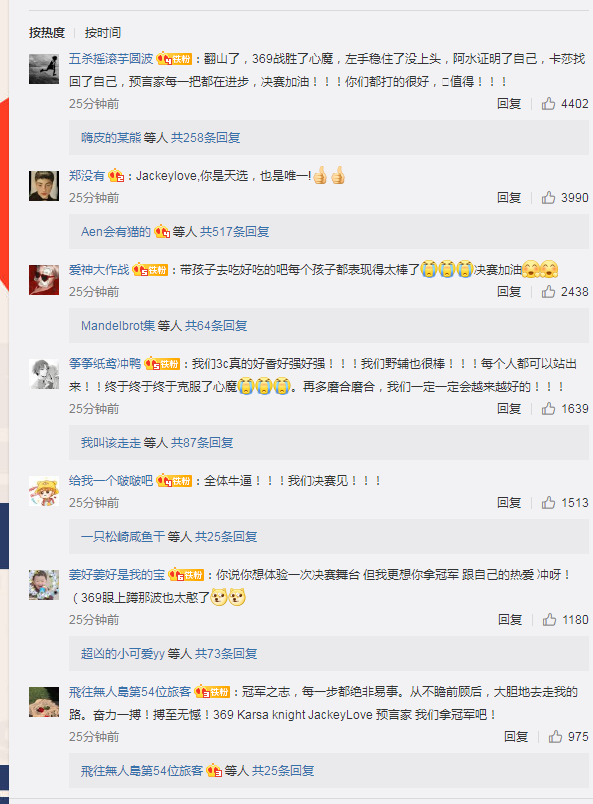 按热度 按时间
五杀摇滚芋圆波 铁粉：翻山了，369战胜了心魔，左手稳住了没上头，阿水证明了自己，卡莎找
回了自己，预言家每一把都在进步，决赛加油！！！你们都打的很好，值得！！！
25分钟前 回复 4402
嗨皮的某熊 等人 共258条回复
郑没有：Jackeylove,你是天选，也是唯一!
25分钟前 回复 3990
Aen会有猫的 等人 共517条回复
爱神大作战 铁粉：带孩子去吃好吃的吧每个孩子都表现得太棒了决赛加油
25分钟前 回复 2438
Mandelbrot集 等人 共64条回复
筝筝纸鸢冲鸭 铁粉：我们3c真的好香好强好强！！！我们野辅也很棒！！！每个人都可以站出
来！！终于终于终于克服了心魔。再多磨合磨合，我们一定一定会越来越好的！！！
25分钟前 回复 1639
我叫该走走 等人 共87条回复
给我一个啵啵吧 铁粉：全体牛逼！！！我们决赛见！！！
25分钟前 回复 1513
一只松崎咸鱼干 等人 共25条回复
姜好姜好是我的宝 铁粉：你说你想体验一次决赛舞台 但我更想你拿冠军 跟自己的热爱 冲呀！
（369眼上蹲那波也太憨了
25分钟前 回复 1180
超凶的小可爱yy 等人 共73条回复
飛往無人島第54位旅客 铁粉：冠军之志，每一步都绝非易事。从不瞻前顾后，大胆地去走我的
路。奋力一搏！搏至无憾！369 Karsa knight JackeyLove 预言家 我们拿冠军吧！
25分钟前 回复 975
飛往無人島第54位旅客 等人 共25条回复